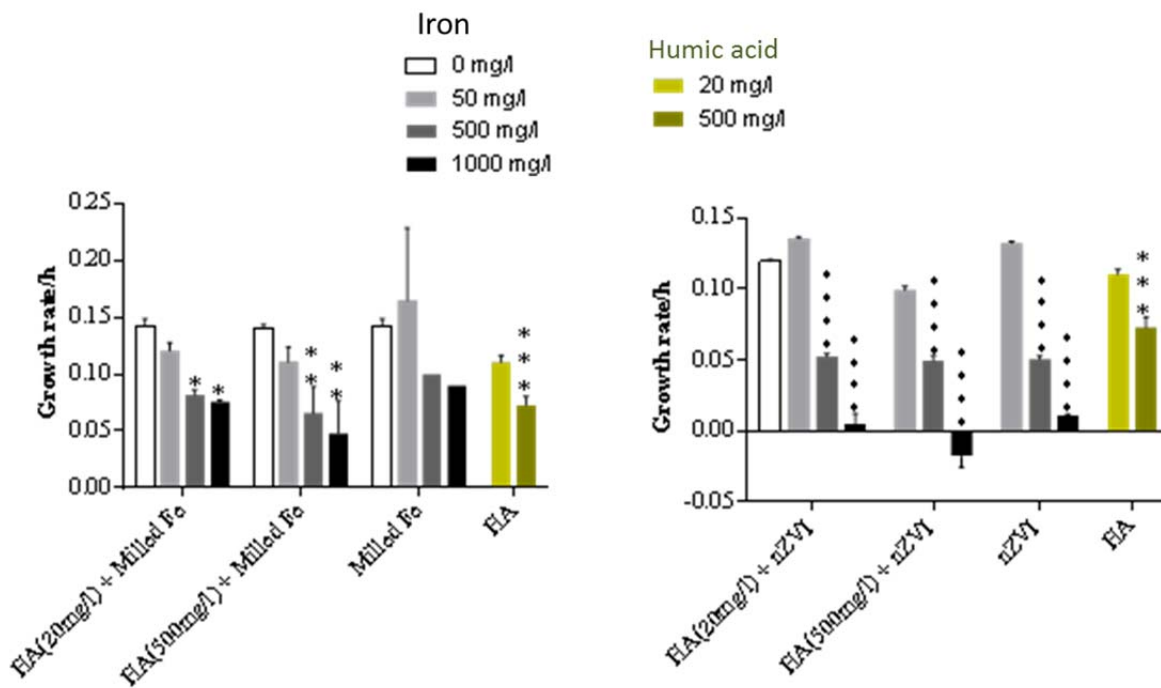 Iron
0 mg/l
50 mg/l
500 mg/l
1000 mg/l
Humic acid
20 mg/l
500 mg/l
0.25
0.20
0.15
0.10
0.05
0.00
Growth rate/h
* * * * * * * * *
HA(20mg/l) + Milled Fe
HA(500mg/l) + Milled Fe
Milled Fe
HA
0.15
0.10
0.05
0.00
-0.05
Growth rate/h
* * *
HA(20mg/l) + nZVI
HA(500mg/l) + nZVI
nZVI
HA